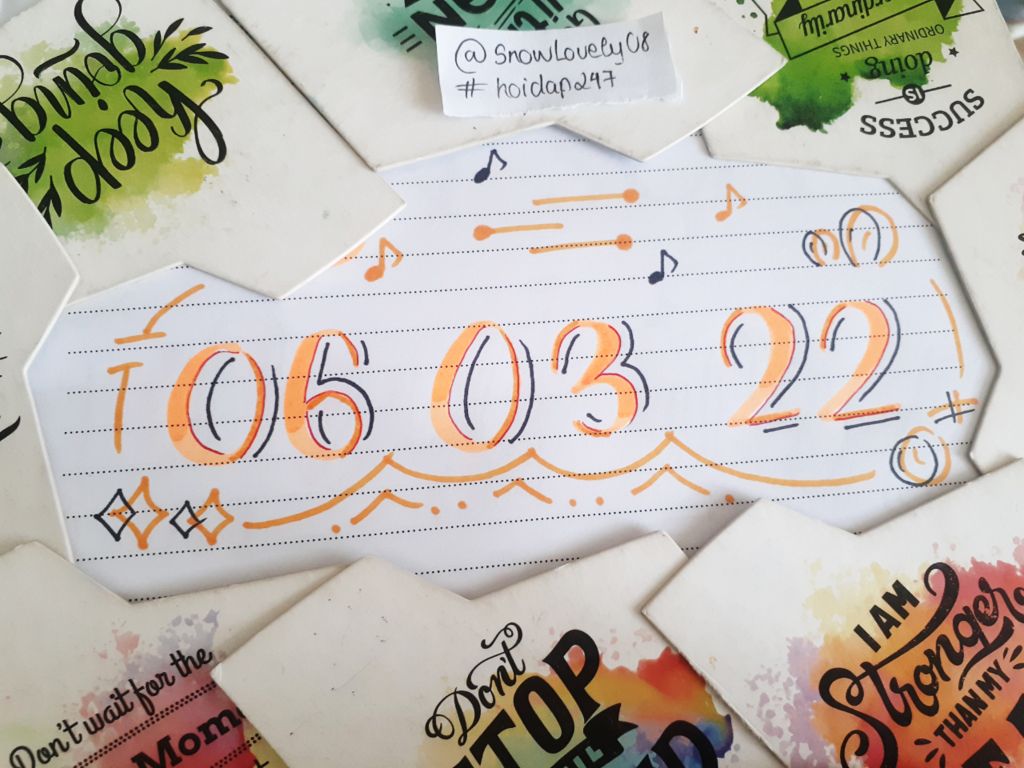 @ SnowLovely08
# hoidap247
keep
going
SUCCESS
IS
doing
ORDINARY THINGS
06 03 22
Don't wait for the
Don't
I AM
Stronger
THAN MY